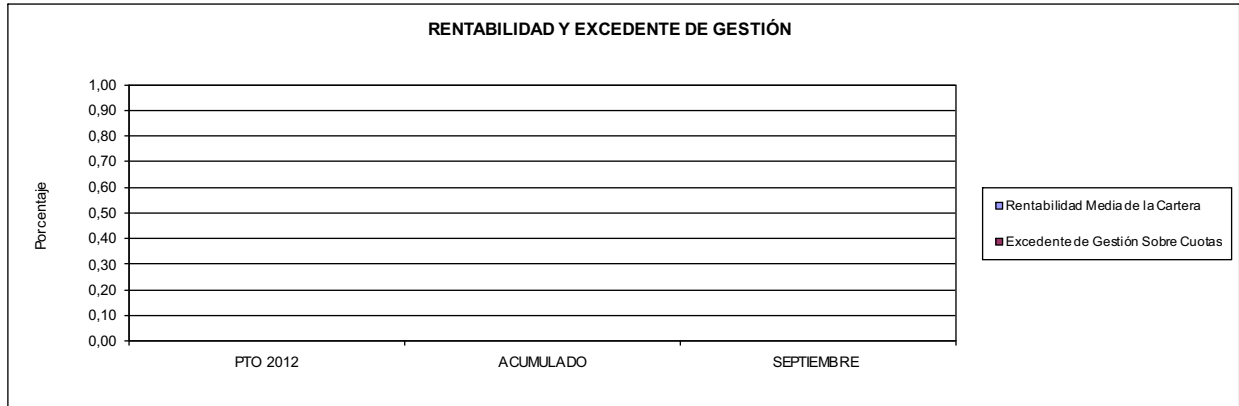 RENTABILIDAD Y EXCEDENTE DE GESTIÓN
1,00
0,90
0,80
0,70
0,60
0,50
0,40
0,30
0,20
0,10
0,00
Porcentaje
PTO 2012 ACUMULADO SEPTIEMBRE
Rentabilidad Media de la Cartera
Excedente de Gestión Sobre Cuotas